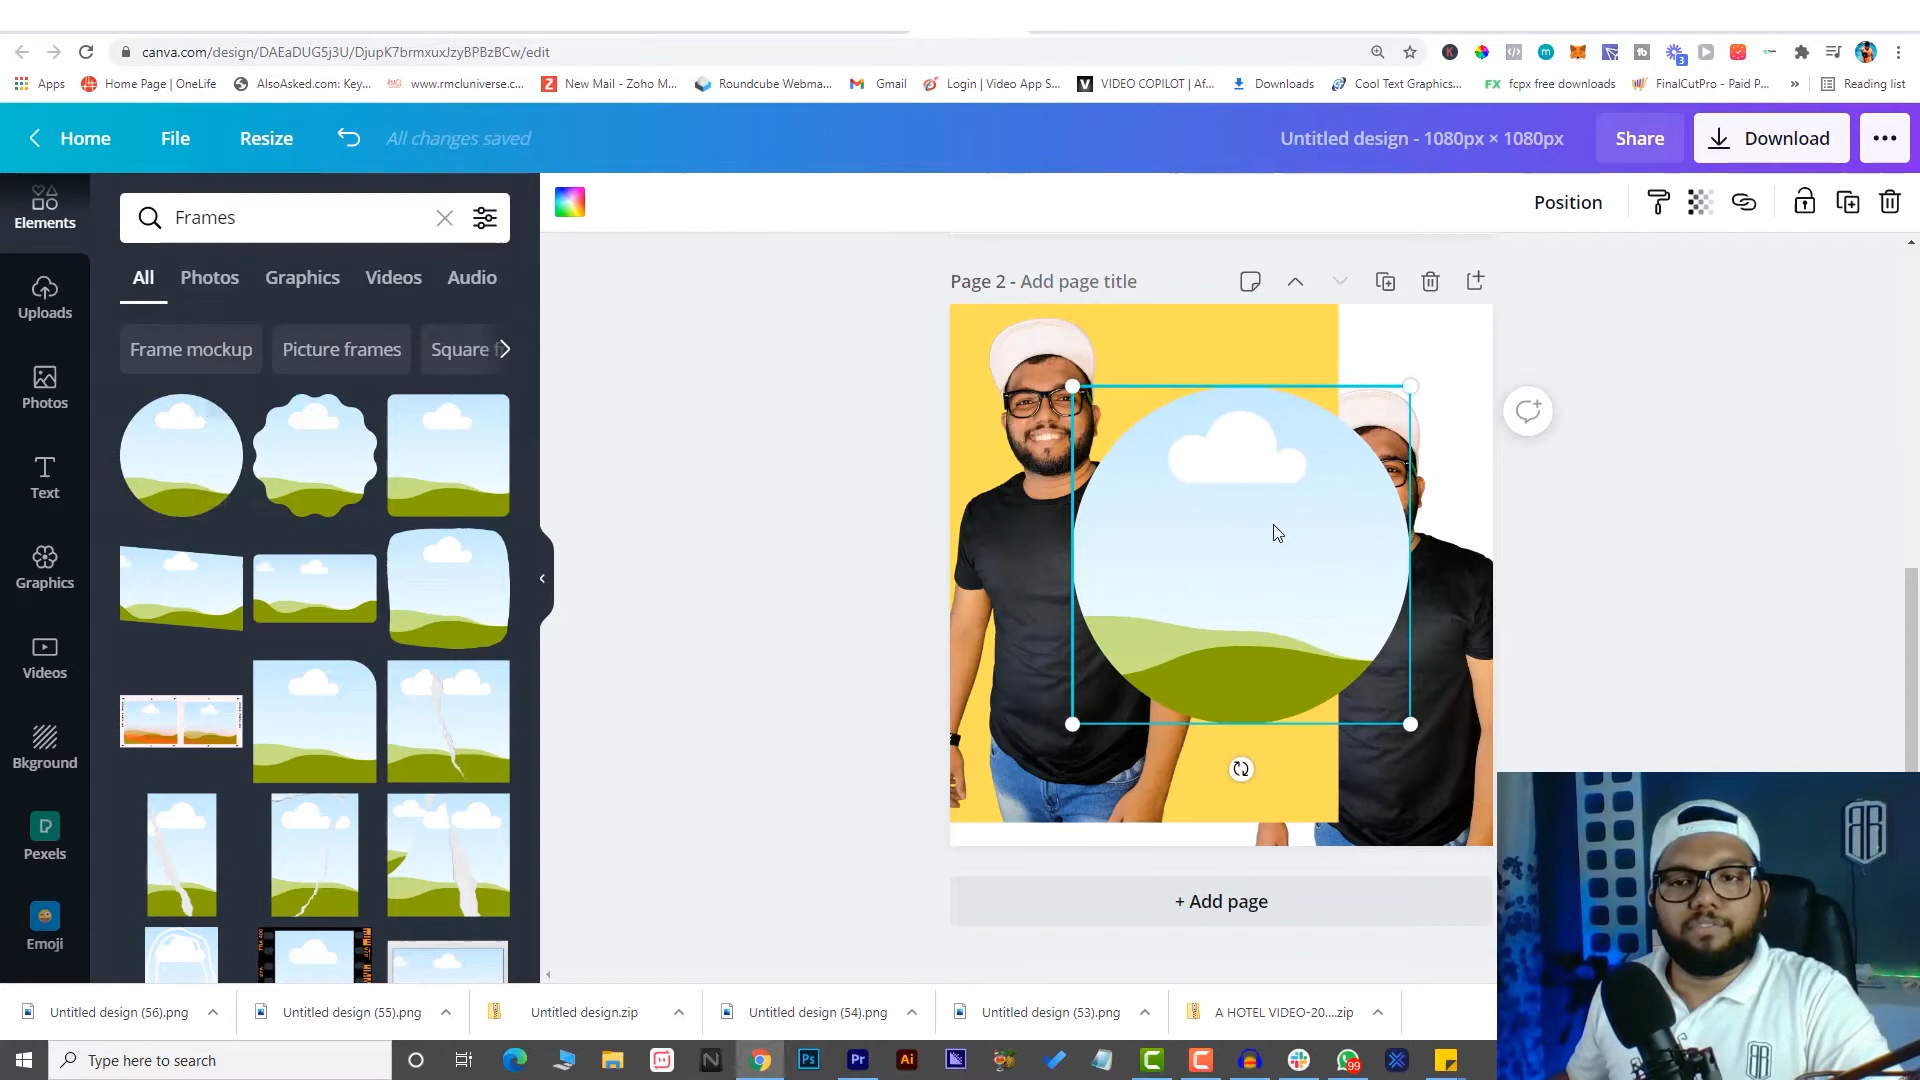 canva.com/design/DAEaDUG5j3U/DjupK7brmxuxJzyBPBzBCw/edit
Apps Home Page | OneLife AlsoAsked.com: Key... www.rmcluniverse.c... New Mail - Zoho M... Roundcube Webma... Gmail Login | Video App S... VIDEO COPILOT | Af... Downloads Cool Text Graphics... FX fcpx free downloads FinalCutPro - Paid P... » Reading list
Home File Resize All changes saved Untitled design - 1080px × 1080px Share Download
Elements
Uploads
Photos
Text
Graphics
Videos
Bkground
Pexels
Emoji
Frames
All Photos Graphics Videos Audio
Frame mockup Picture frames Square
Position
Page 2 - Add page title
+ Add page
Untitled design (56).png Untitled design (55).png Untitled design.zip Untitled design (54).png Untitled design (53).png A HOTEL VIDEO-20....zip
Type here to search
Ps Pr Ai
99